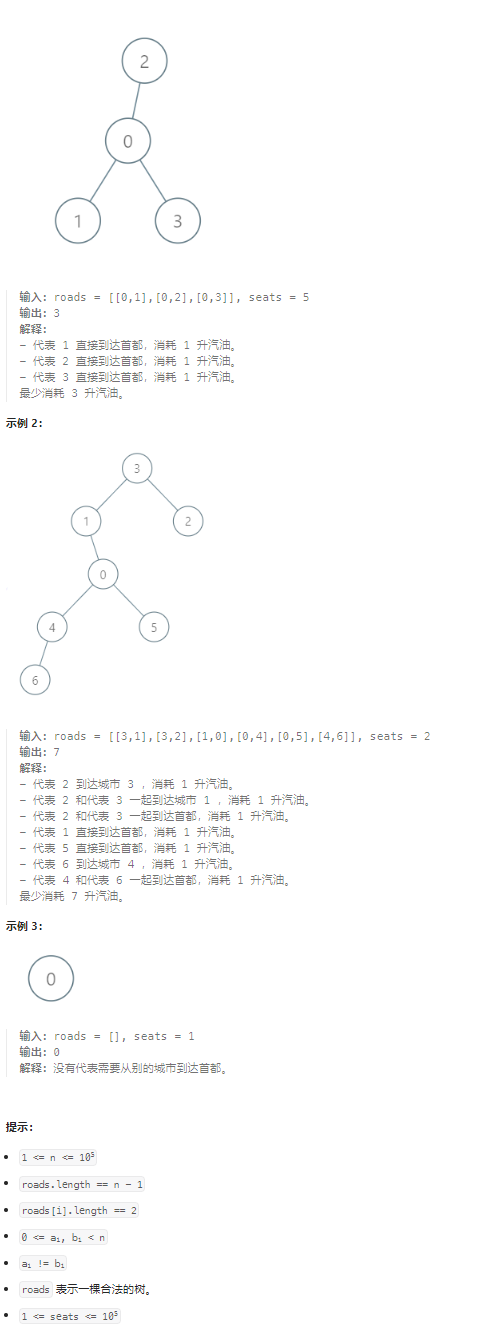 2
0
1 3
输入: roads = [[0,1],[0,2],[0,3]], seats = 5
输出: 3
解释:
- 代表 1 直接到达首都，消耗 1 升汽油。
- 代表 2 直接到达首都，消耗 1 升汽油。
- 代表 3 直接到达首都，消耗 1 升汽油。
最少消耗 3 升汽油。
示例 2：
3
1 2
0
4 5
6
输入: roads = [[3,1],[3,2],[1,0],[0,4],[0,5],[4,6]], seats = 2
输出: 7
解释:
- 代表 2 到达城市 3 ，消耗 1 升汽油。
- 代表 2 和代表 3 一起到达城市 1 ，消耗 1 升汽油。
- 代表 2 和代表 3 一起到达首都，消耗 1 升汽油。
- 代表 1 直接到达首都，消耗 1 升汽油。
- 代表 5 直接到达首都，消耗 1 升汽油。
- 代表 6 到达城市 4 ，消耗 1 升汽油。
- 代表 4 和代表 6 一起到达首都，消耗 1 升汽油。
最少消耗 7 升汽油。
示例 3：
0
输入: roads = [], seats = 1
输出: 0
解释: 没有代表需要从别的城市到达首都。
提示：
• 1 <= n <= 10⁵
• roads.length == n - 1
• roads[i].length == 2
• 0 <= aᵢ, bᵢ < n
• aᵢ != bᵢ
• roads 表示一棵合法的树。
• 1 <= seats <= 10⁵